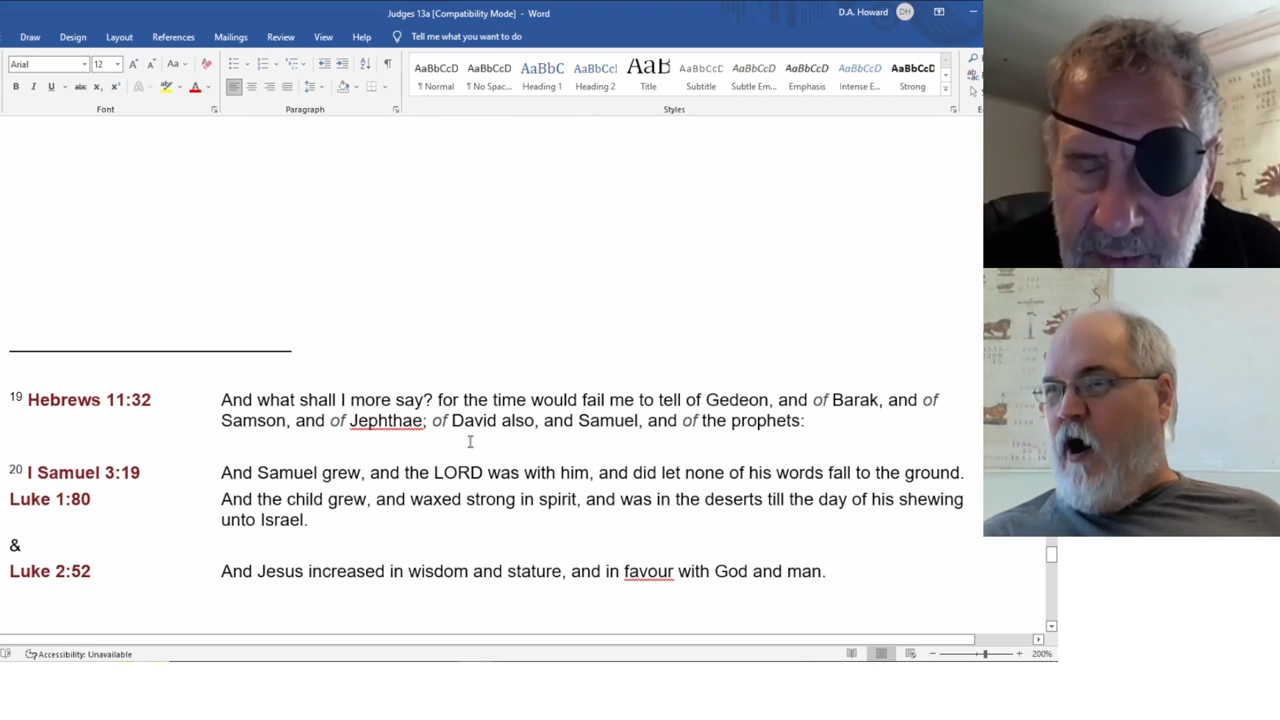 Judges 13a [Compatibility Mode] - Word
D.A. Howard DH
Draw Design Layout References Mailings Review View Help Tell me what you want to do
Arial 12 A A Aa
B I U abc x₂ x² A A
Font
Paragraph
AaBbCcD AaBbCcD AaBbC AaBbCcI AaB AaBbCcD AaBbCcD AaBbCcD AaBbCcD AaBbCcD
¶ Normal ¶ No Spac... Heading 1 Heading 2 Title Subtitle Subtle Em... Emphasis Intense E... Strong
Styles
19 Hebrews 11:32 And what shall I more say? for the time would fail me to tell of Gedeon, and of Barak, and of
Samson, and of Jephthae; of David also, and Samuel, and of the prophets:
20 I Samuel 3:19 And Samuel grew, and the LORD was with him, and did let none of his words fall to the ground.
Luke 1:80 And the child grew, and waxed strong in spirit, and was in the deserts till the day of his shewing
unto Israel.
&
Luke 2:52 And Jesus increased in wisdom and stature, and in favour with God and man.
Accessibility: Unavailable
200%